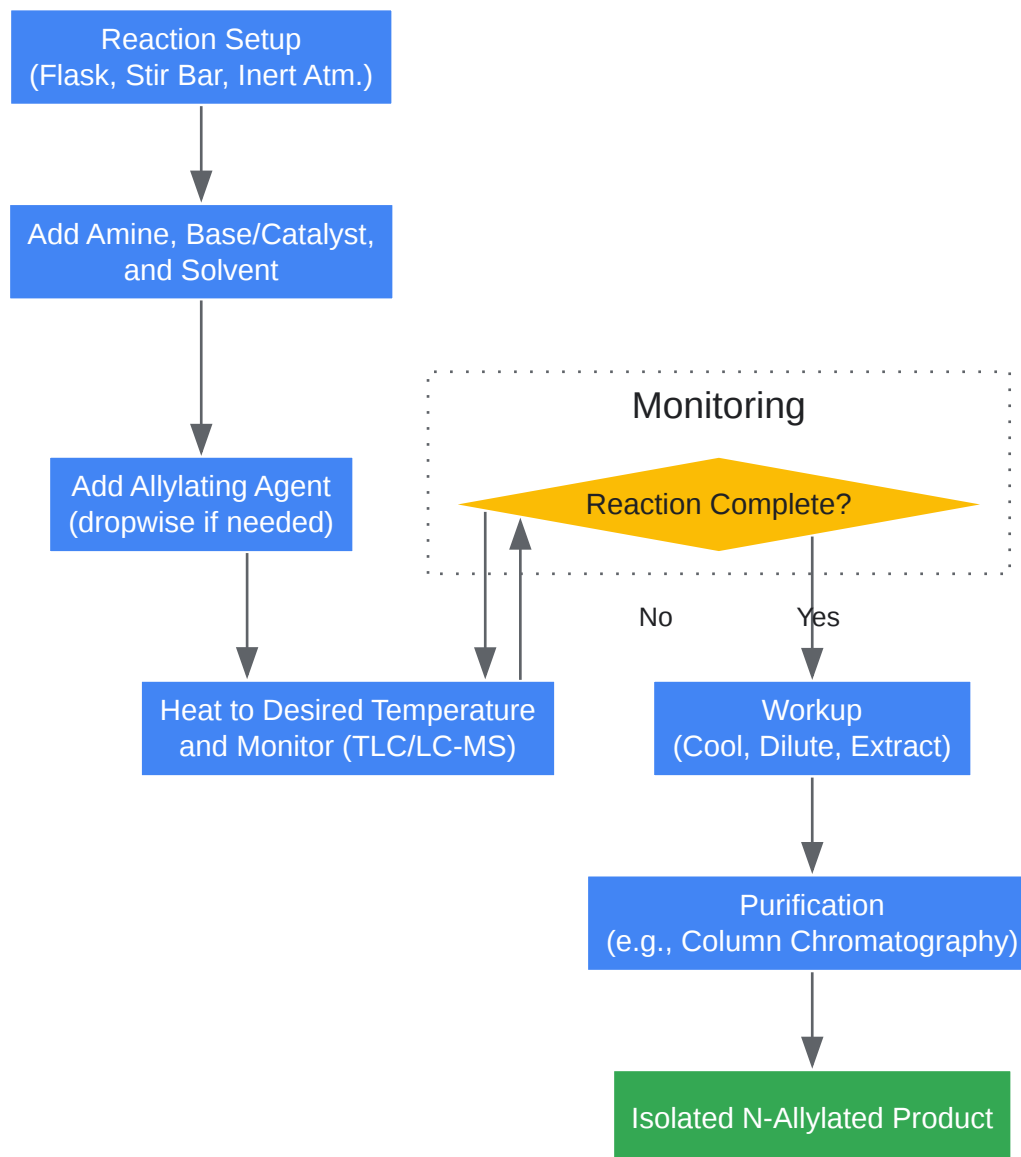 Reaction Setup
(Flask, Stir Bar, Inert Atm.)
Add Amine, Base/Catalyst,
and Solvent
Add Allylating Agent
(dropwise if needed)
Monitoring
Reaction Complete?
No
Yes
Heat to Desired Temperature
and Monitor (TLC/LC-MS)
Workup
(Cool, Dilute, Extract)
Purification
(e.g., Column Chromatography)
Isolated N-Allylated Product